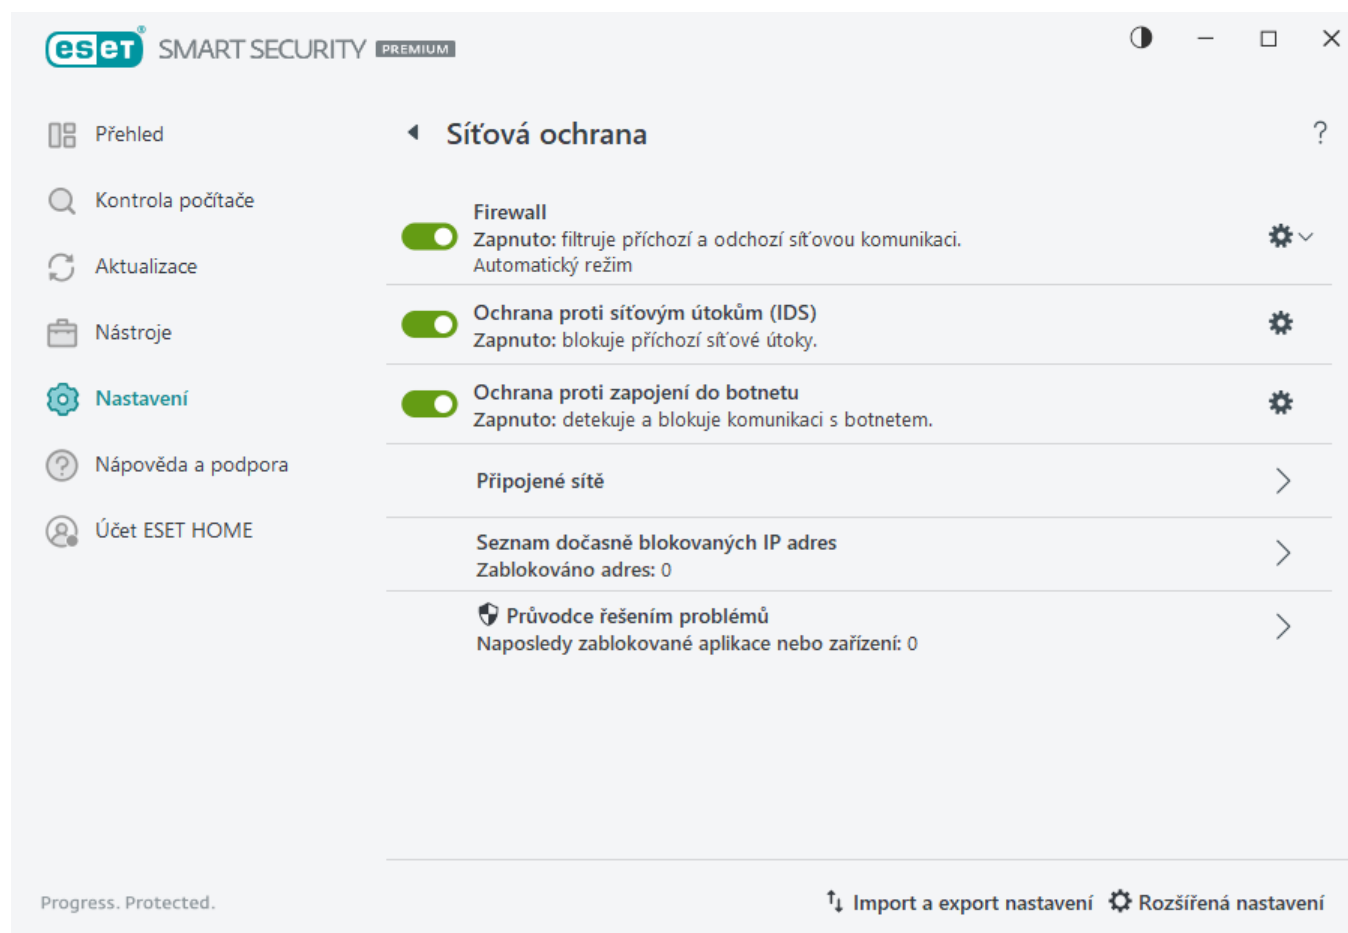 eset® SMART SECURITY PREMIUM
Přehled
Kontrola počítače
Aktualizace
Nástroje
Nastavení
Nápověda a podpora
Účet ESET HOME
Síťová ochrana
?
Firewall
Zapnuto: filtruje příchozí a odchozí síťovou komunikaci.
Automatický režim
Ochrana proti síťovým útokům (IDS)
Zapnuto: blokuje příchozí síťové útoky.
Ochrana proti zapojení do botnetu
Zapnuto: detekuje a blokuje komunikaci s botnetem.
Připojené sítě
Seznam dočasně blokovaných IP adres
Zablokováno adres: 0
Průvodce řešením problémů
Naposledy zablokované aplikace nebo zařízení: 0
Progress. Protected.
Import a export nastavení
Rozšířená nastavení